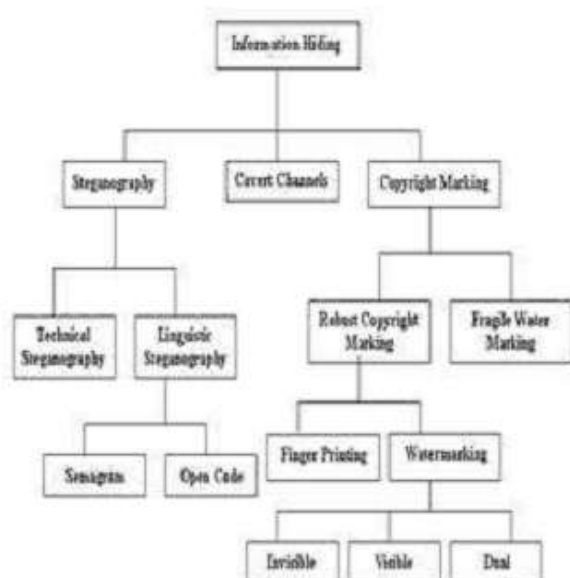 Information Hiding
Steganography
Covert Channels
Copyright Marking
Technical
Steganography
Linguistic
Steganography
Robust Copyright
Marking
Fragile Water
Marking
Semagram
Open Code
Finger Printing
Watermarking
Invisible
Visible
Dual